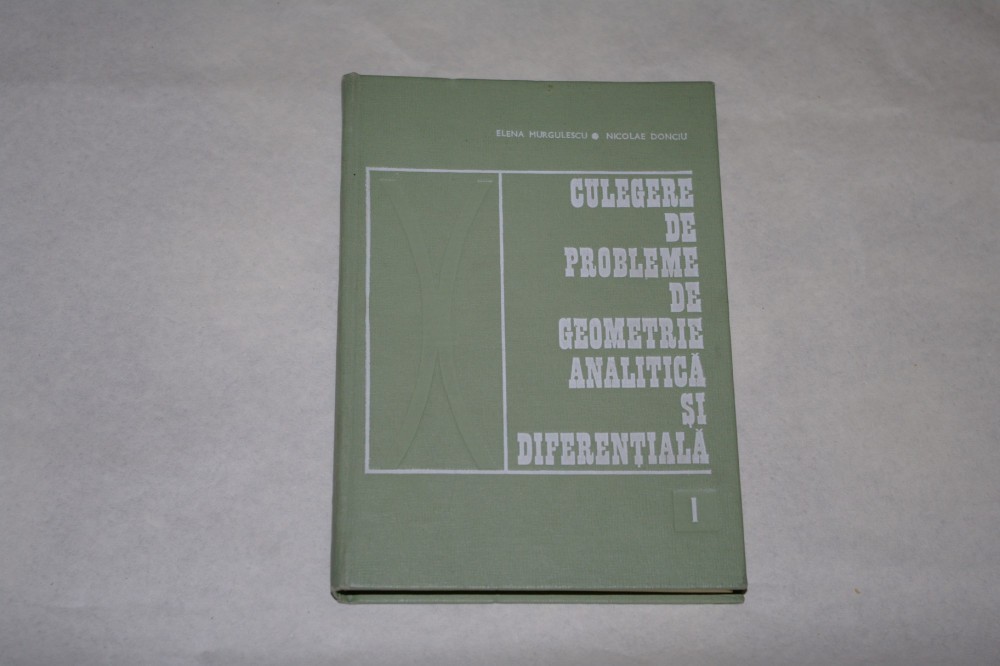 ELENA MURGULESCU ● NICOLAE DONCIU
CULEGERE
DE
PROBLEME
DE
GEOMETRIE
ANALITICĂ
ȘI
DIFERENȚIALĂ
I